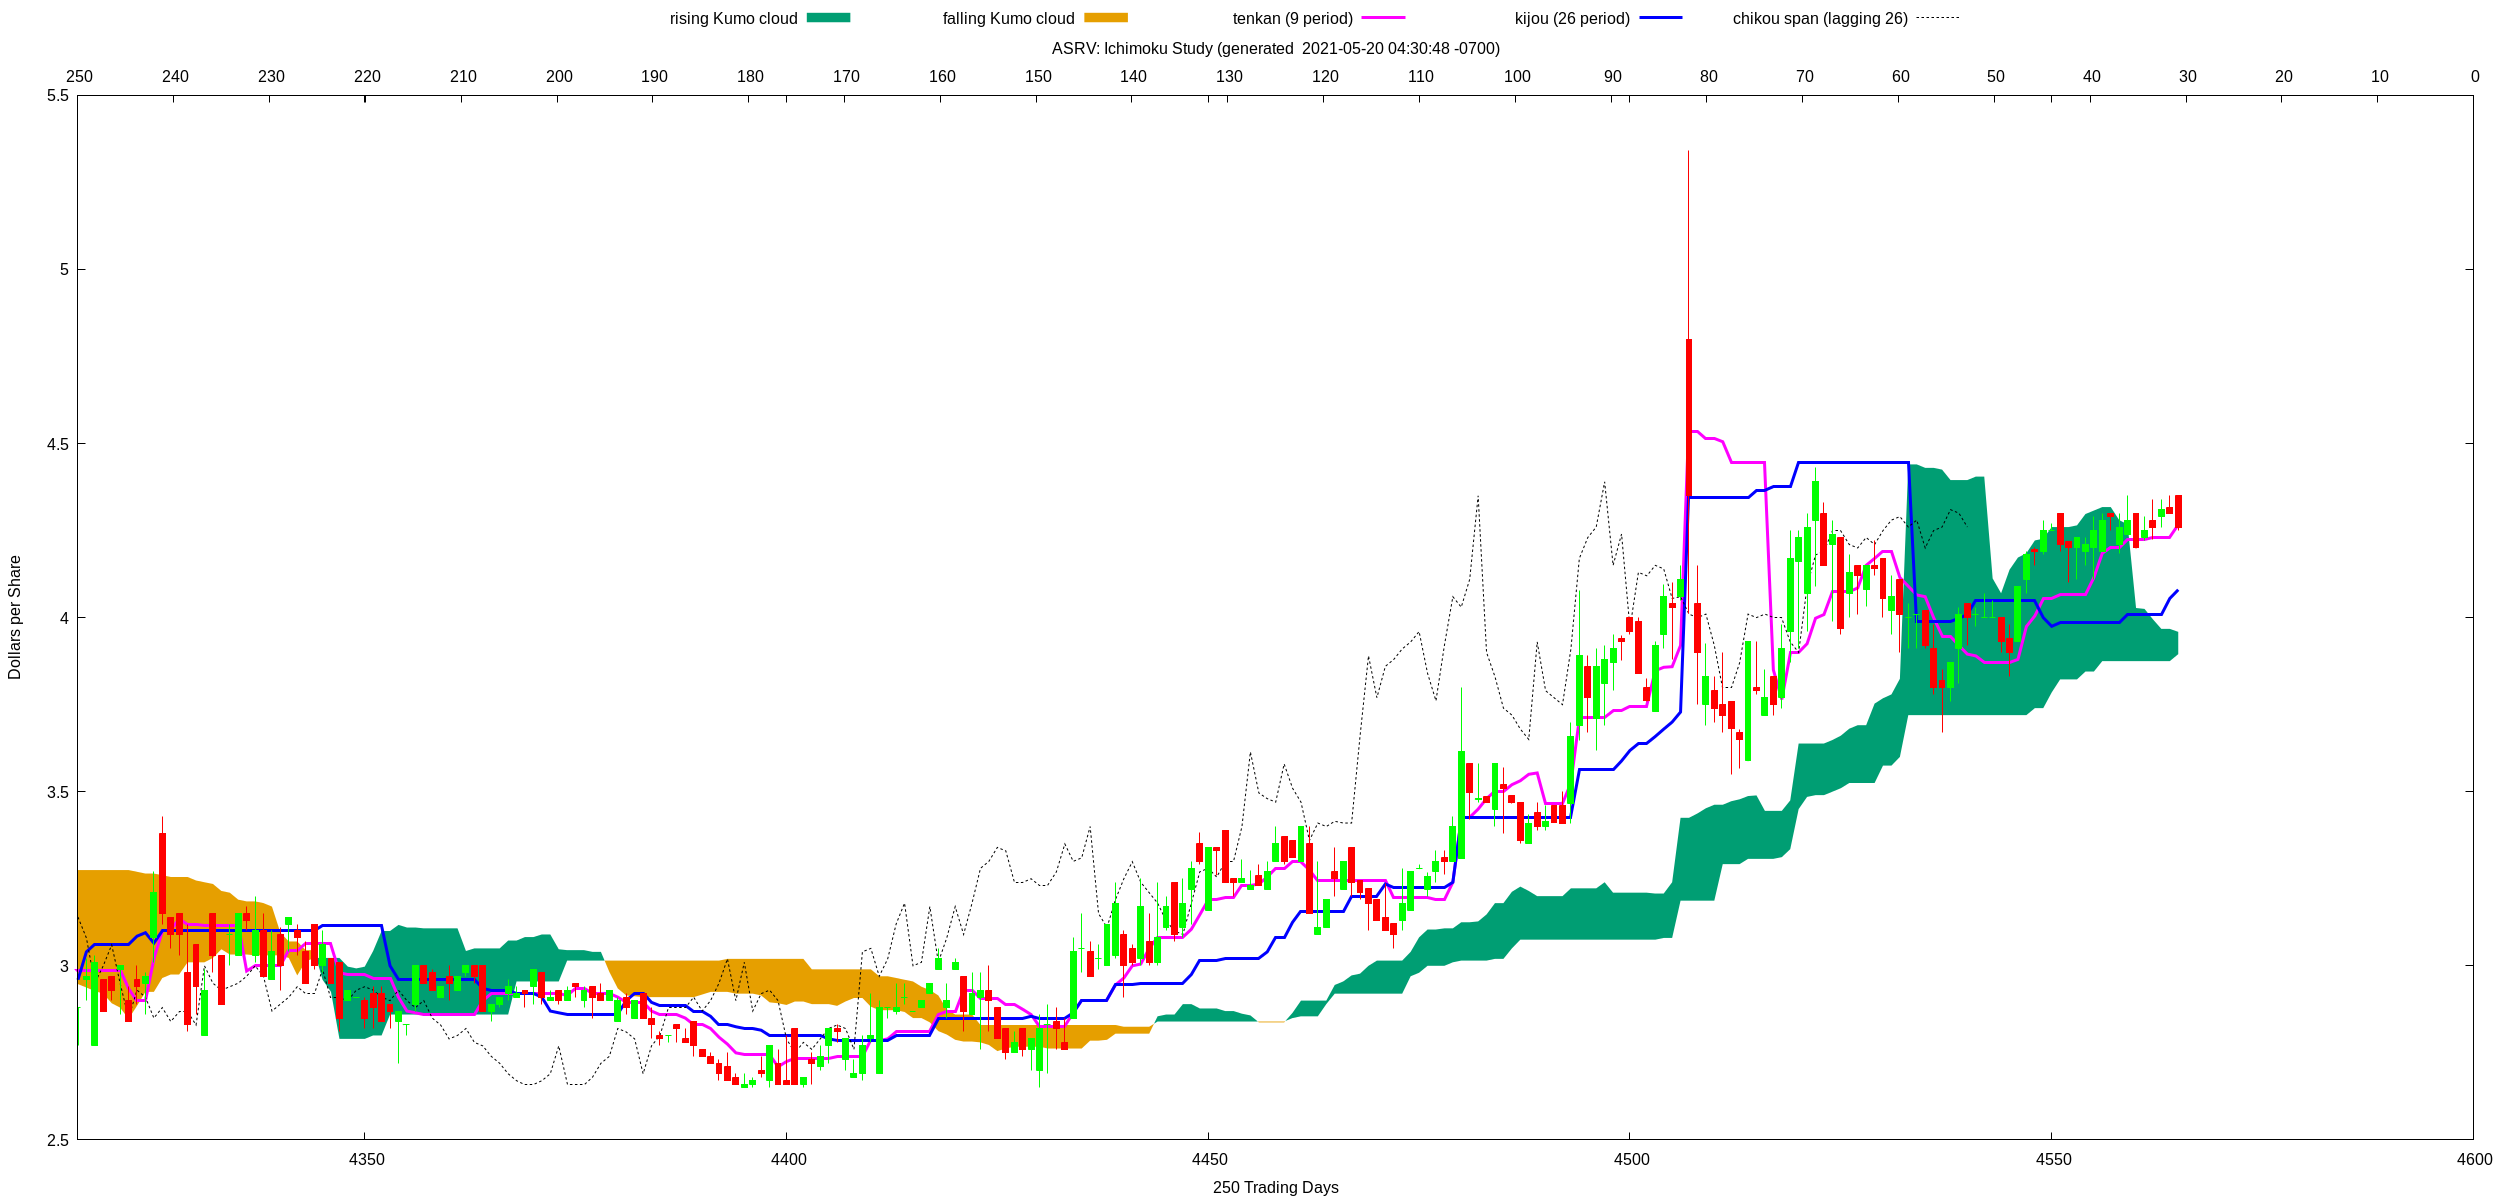 rising Kumo cloud falling Kumo cloud tenkan (9 period) kijou (26 period) chikou span (lagging 26)
ASRV: Ichimoku Study (generated  2021-05-20 04:30:48 -0700)
250 240 230 220 210 200 190 180 170 160 150 140 130 120 110 100 90 80 70 60 50 40 30 20 10 0
5.5
5
4.5
4
3.5
3
2.5
Dollars per Share
4350 4400 4450 4500 4550 4600
250 Trading Days